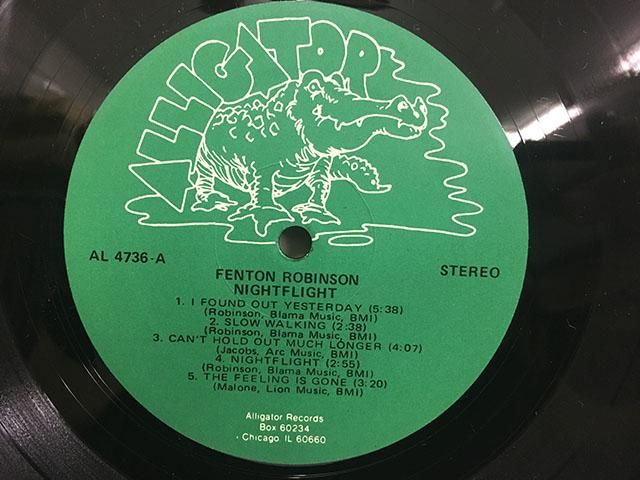 ALLIGATOR
AL 4736-A
STEREO
FENTON ROBINSON
NIGHTFLIGHT
1. I FOUND OUT YESTERDAY (5:38)
(Robinson, Blama Music, BMI)
2. SLOW WALKING (2:38)
(Robinson, Blama Music, BMI)
3. CAN'T HOLD OUT MUCH LONGER (4:07)
(Jacobs, Arc Music, BMI)
4. NIGHTFLIGHT (2:55)
(Robinson, Blama Music, BMI)
5. THE FEELING IS GONE (3:20)
(Malone, Lion Music, BMI)
Alligator Records
Box 60234
Chicago IL 60660